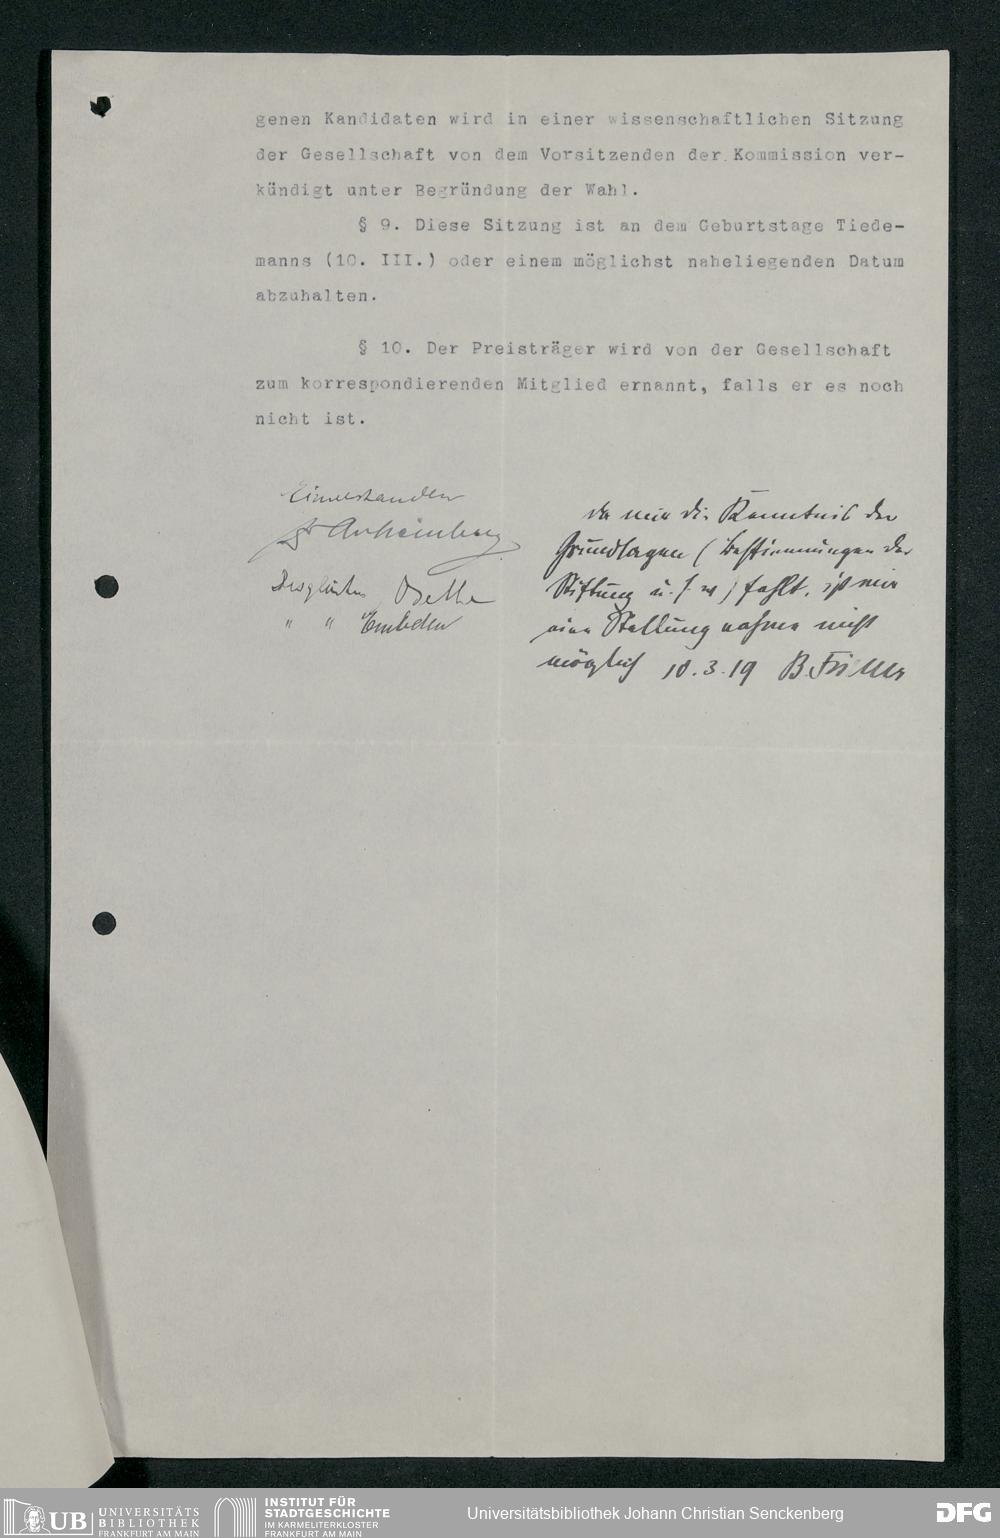 genen Kandidaten wird in einer wissenschaftlichen Sitzung
der Gesellschaft von dem Vorsitzenden der Kommission ver-
kündigt unter Begründung der Wahl.
§ 9. Diese Sitzung ist an dem Geburtstage Tiede-
manns (10. III.) oder einem möglichst naheliegenden Datum
abzuhalten.
§ 10. Der Preisträger wird von der Gesellschaft
zum korrespondierenden Mitglied ernannt, falls er es noch
nicht ist.
Einverstanden
Desgleichen Bethe
" " Embden
da mir die Kenntnis der
Grundlagen (Bestimmungen der
Stiftung u.s.w) fehlt, ist mir
eine Stellungnahme nicht
möglich 10.3.19 B.
UB UNIVERSITÄTS
BIBLIOTHEK
FRANKFURT AM MAIN
INSTITUT FÜR
STADTGESCHICHTE
IM KARMELITERKLOSTER
FRANKFURT AM MAIN
Universitätsbibliothek Johann Christian Senckenberg
DFG